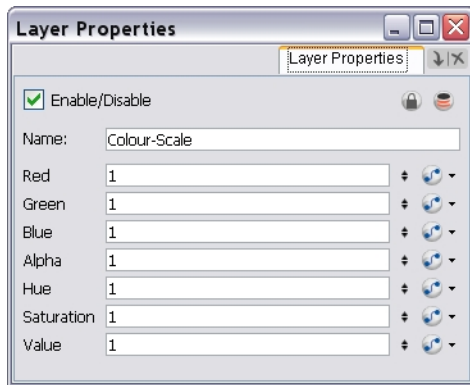 Layer Properties
Layer Properties
Enable/Disable
Name: Colour-Scale
Red 1
Green 1
Blue 1
Alpha 1
Hue 1
Saturation 1
Value 1